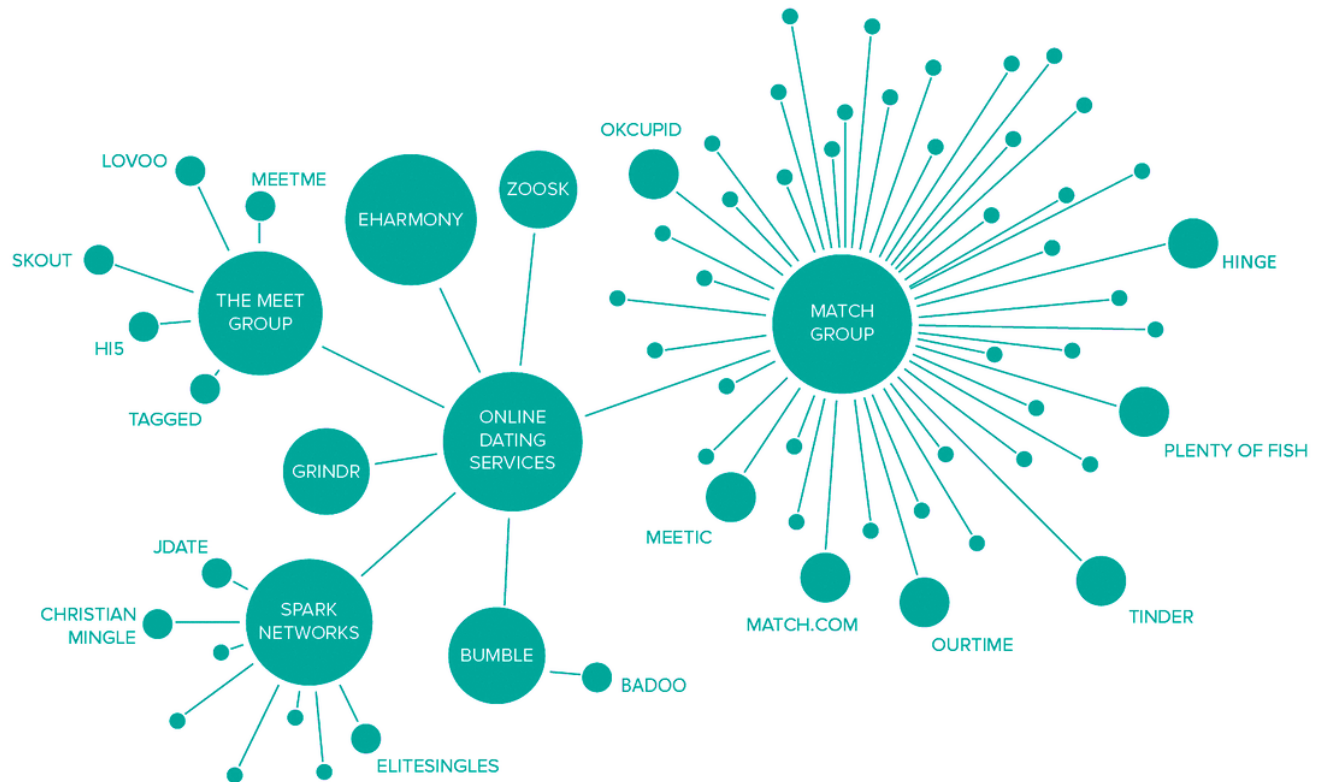 OKCUPID
LOVOO
MEETME
ZOOSK
EHARMONY
SKOUT
HINGE
THE MEET
GROUP
MATCH
GROUP
HI5
TAGGED
ONLINE
DATING
SERVICES
PLENTY OF FISH
GRINDR
MEETIC
JDATE
CHRISTIAN
MINGLE
SPARK
NETWORKS
MATCH.COM
TINDER
OURTIME
BUMBLE
BADOO
ELITESINGLES